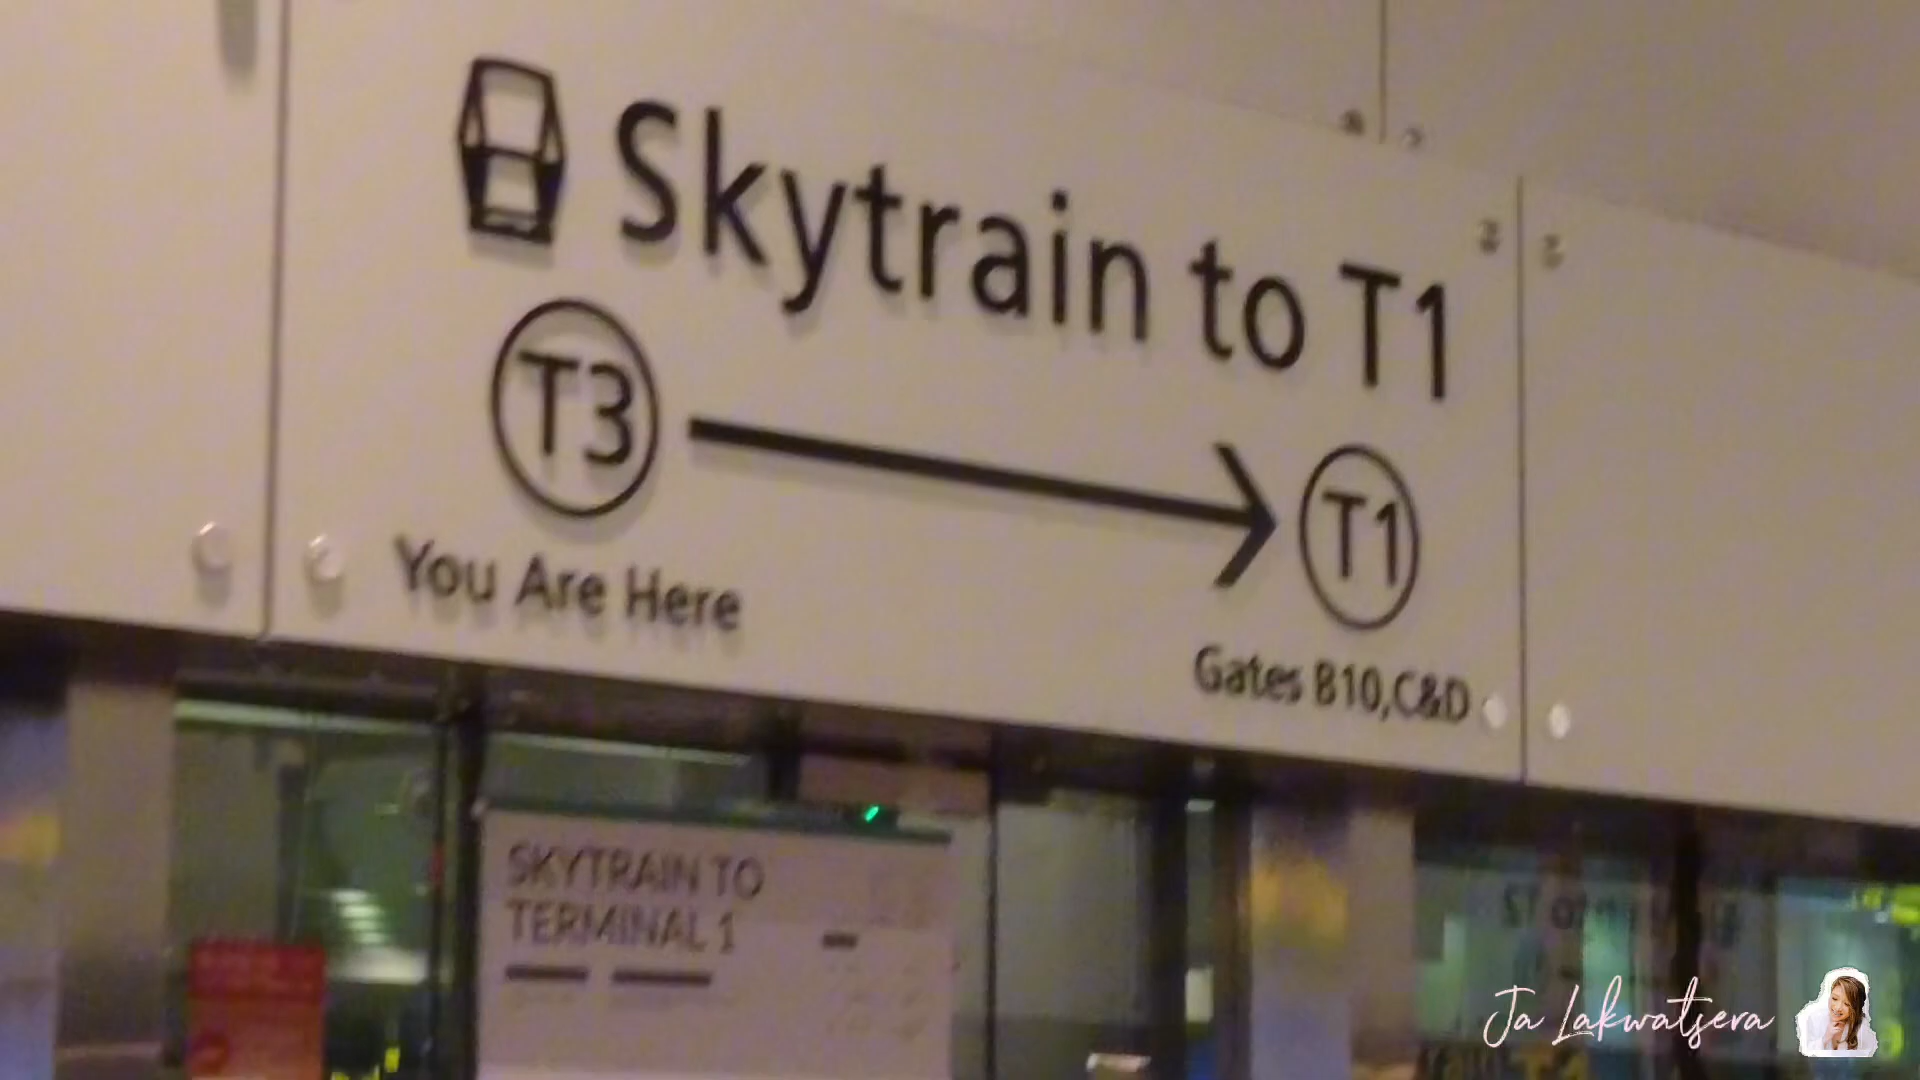 Skytrain to T1
T3
T1
You Are Here
Gates B10,C&D
SKYTRAIN TO
TERMINAL 1
Ja Lakwatsera